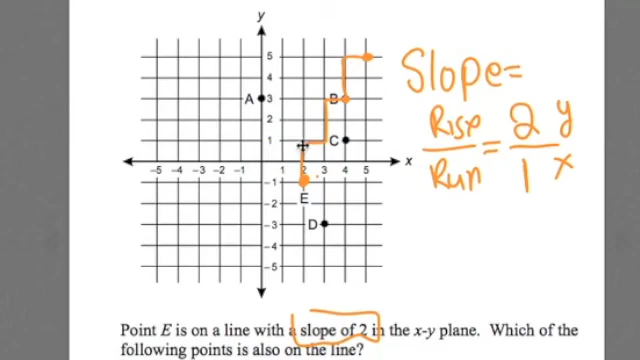 y
5
4
A 3
2
1
B
C
x
-5 -4 -3 -2 -1 1 2 3 4 5
-1
-2
-3
-4
-5
E
D
Slope=
Rise
Run
=
2 y
1 x
Point E is on a line with a slope of 2 in the x-y plane. Which of the
following points is also on the line?